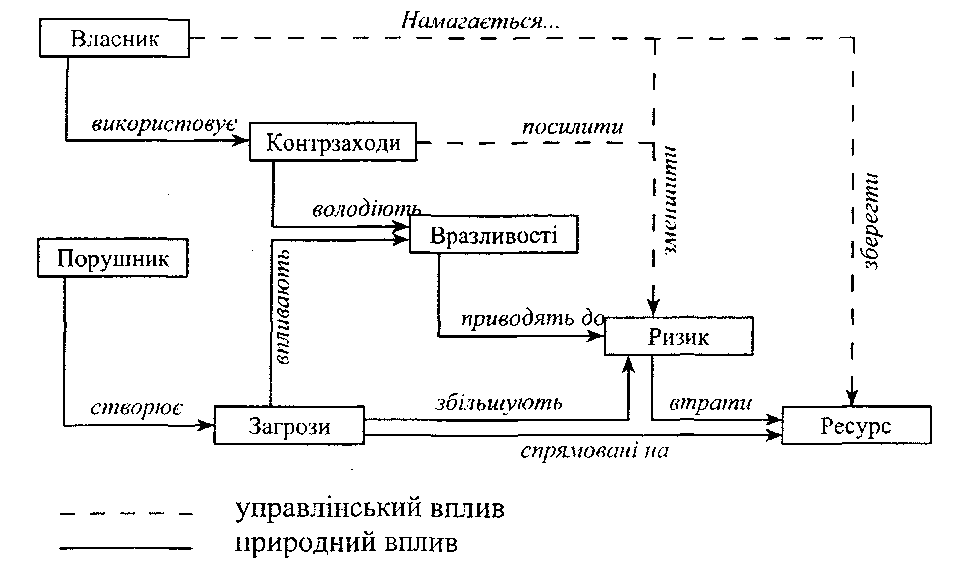 Намагається...
Власник
використовує
Контрзаходи
посилити
зменшити
зберегти
володіють
Вразливості
Порушник
впливають
приводять до
Ризик
створює
Загрози
збільшують
втрати
Ресурс
спрямовані на
управлінський вплив
природний вплив